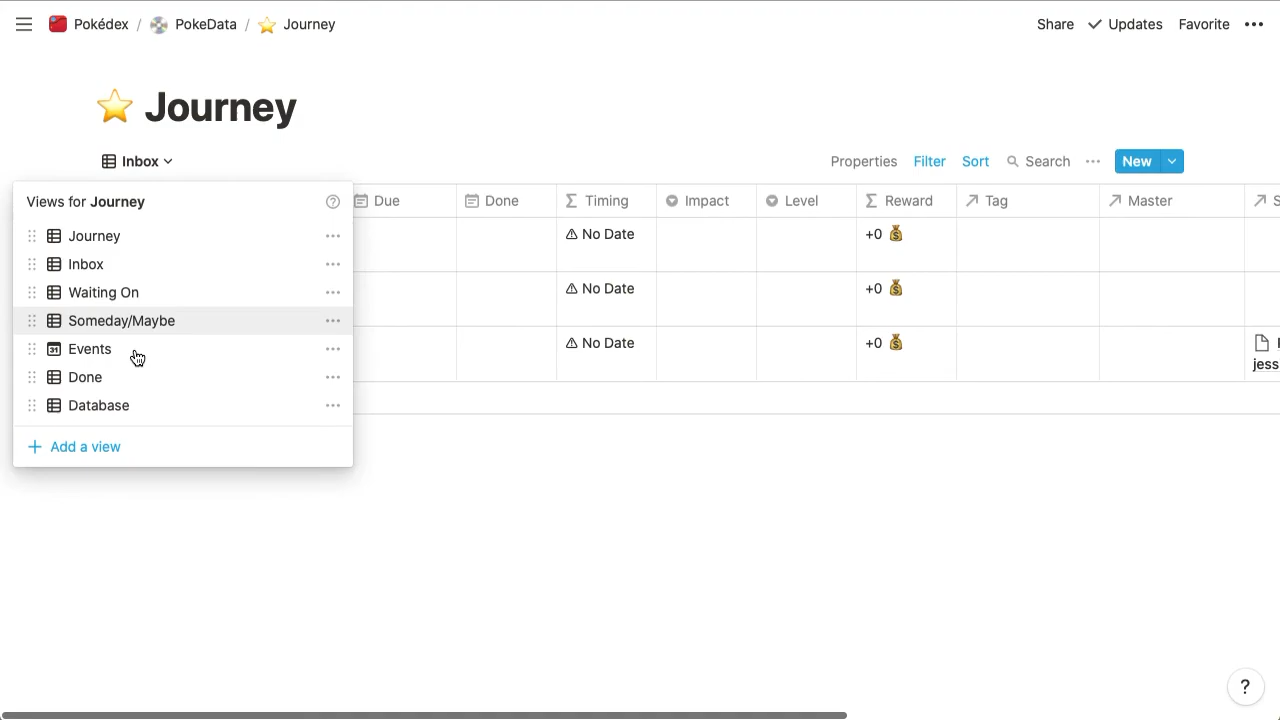 Pokédex / PokeData / Journey
Share Updates Favorite
Journey
Inbox
Properties Filter Sort Search New
Views for Journey
Journey
Inbox
Waiting On
Someday/Maybe
Events
Done
Database
Add a view
Due Done Timing Impact Level Reward Tag Master S
No Date +0
No Date +0
No Date +0
jess
?